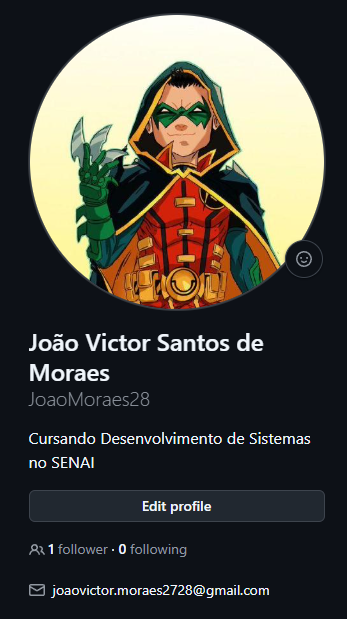 João Victor Santos de
Moraes
JoaoMoraes28
Cursando Desenvolvimento de Sistemas
no SENAI
Edit profile
1 follower · 0 following
joaovictor.moraes2728@gmail.com